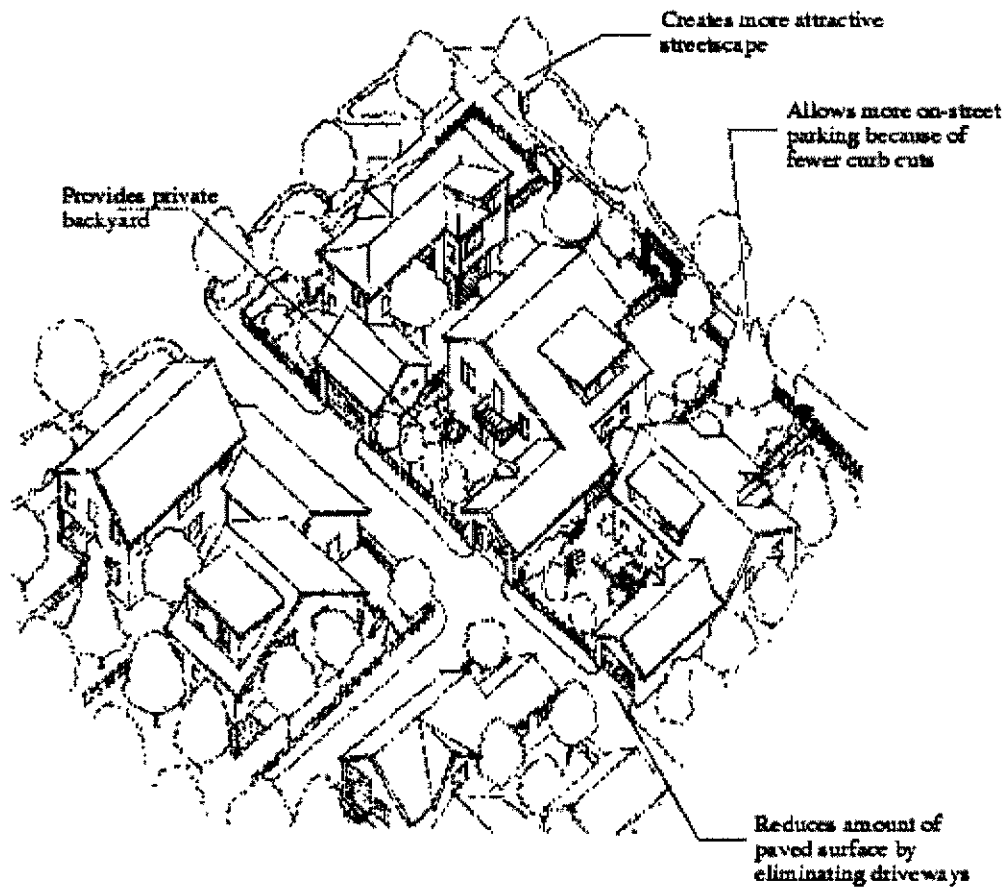 Creates more attractive
streetscape
Allows more on-street
parking because of
fewer curb cuts
Provides private
backyard
Reduces amount of
paved surface by
eliminating driveways